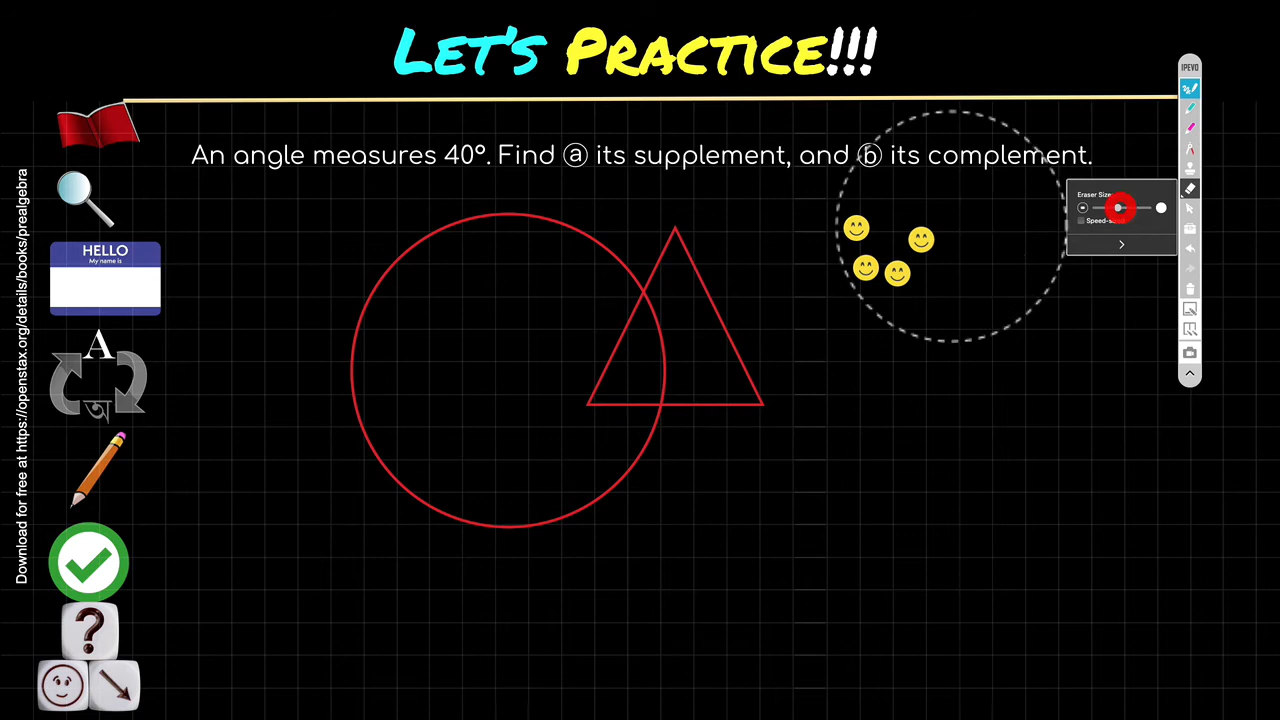 LET'S PRACTICE!!!
An angle measures 40°. Find ⓐ its supplement, and ⓑ its complement.
IPEVO
Eraser Size
Download for free at https://openstax.org/details/books/prealgebra
HELLO
My name is
A
অ
?